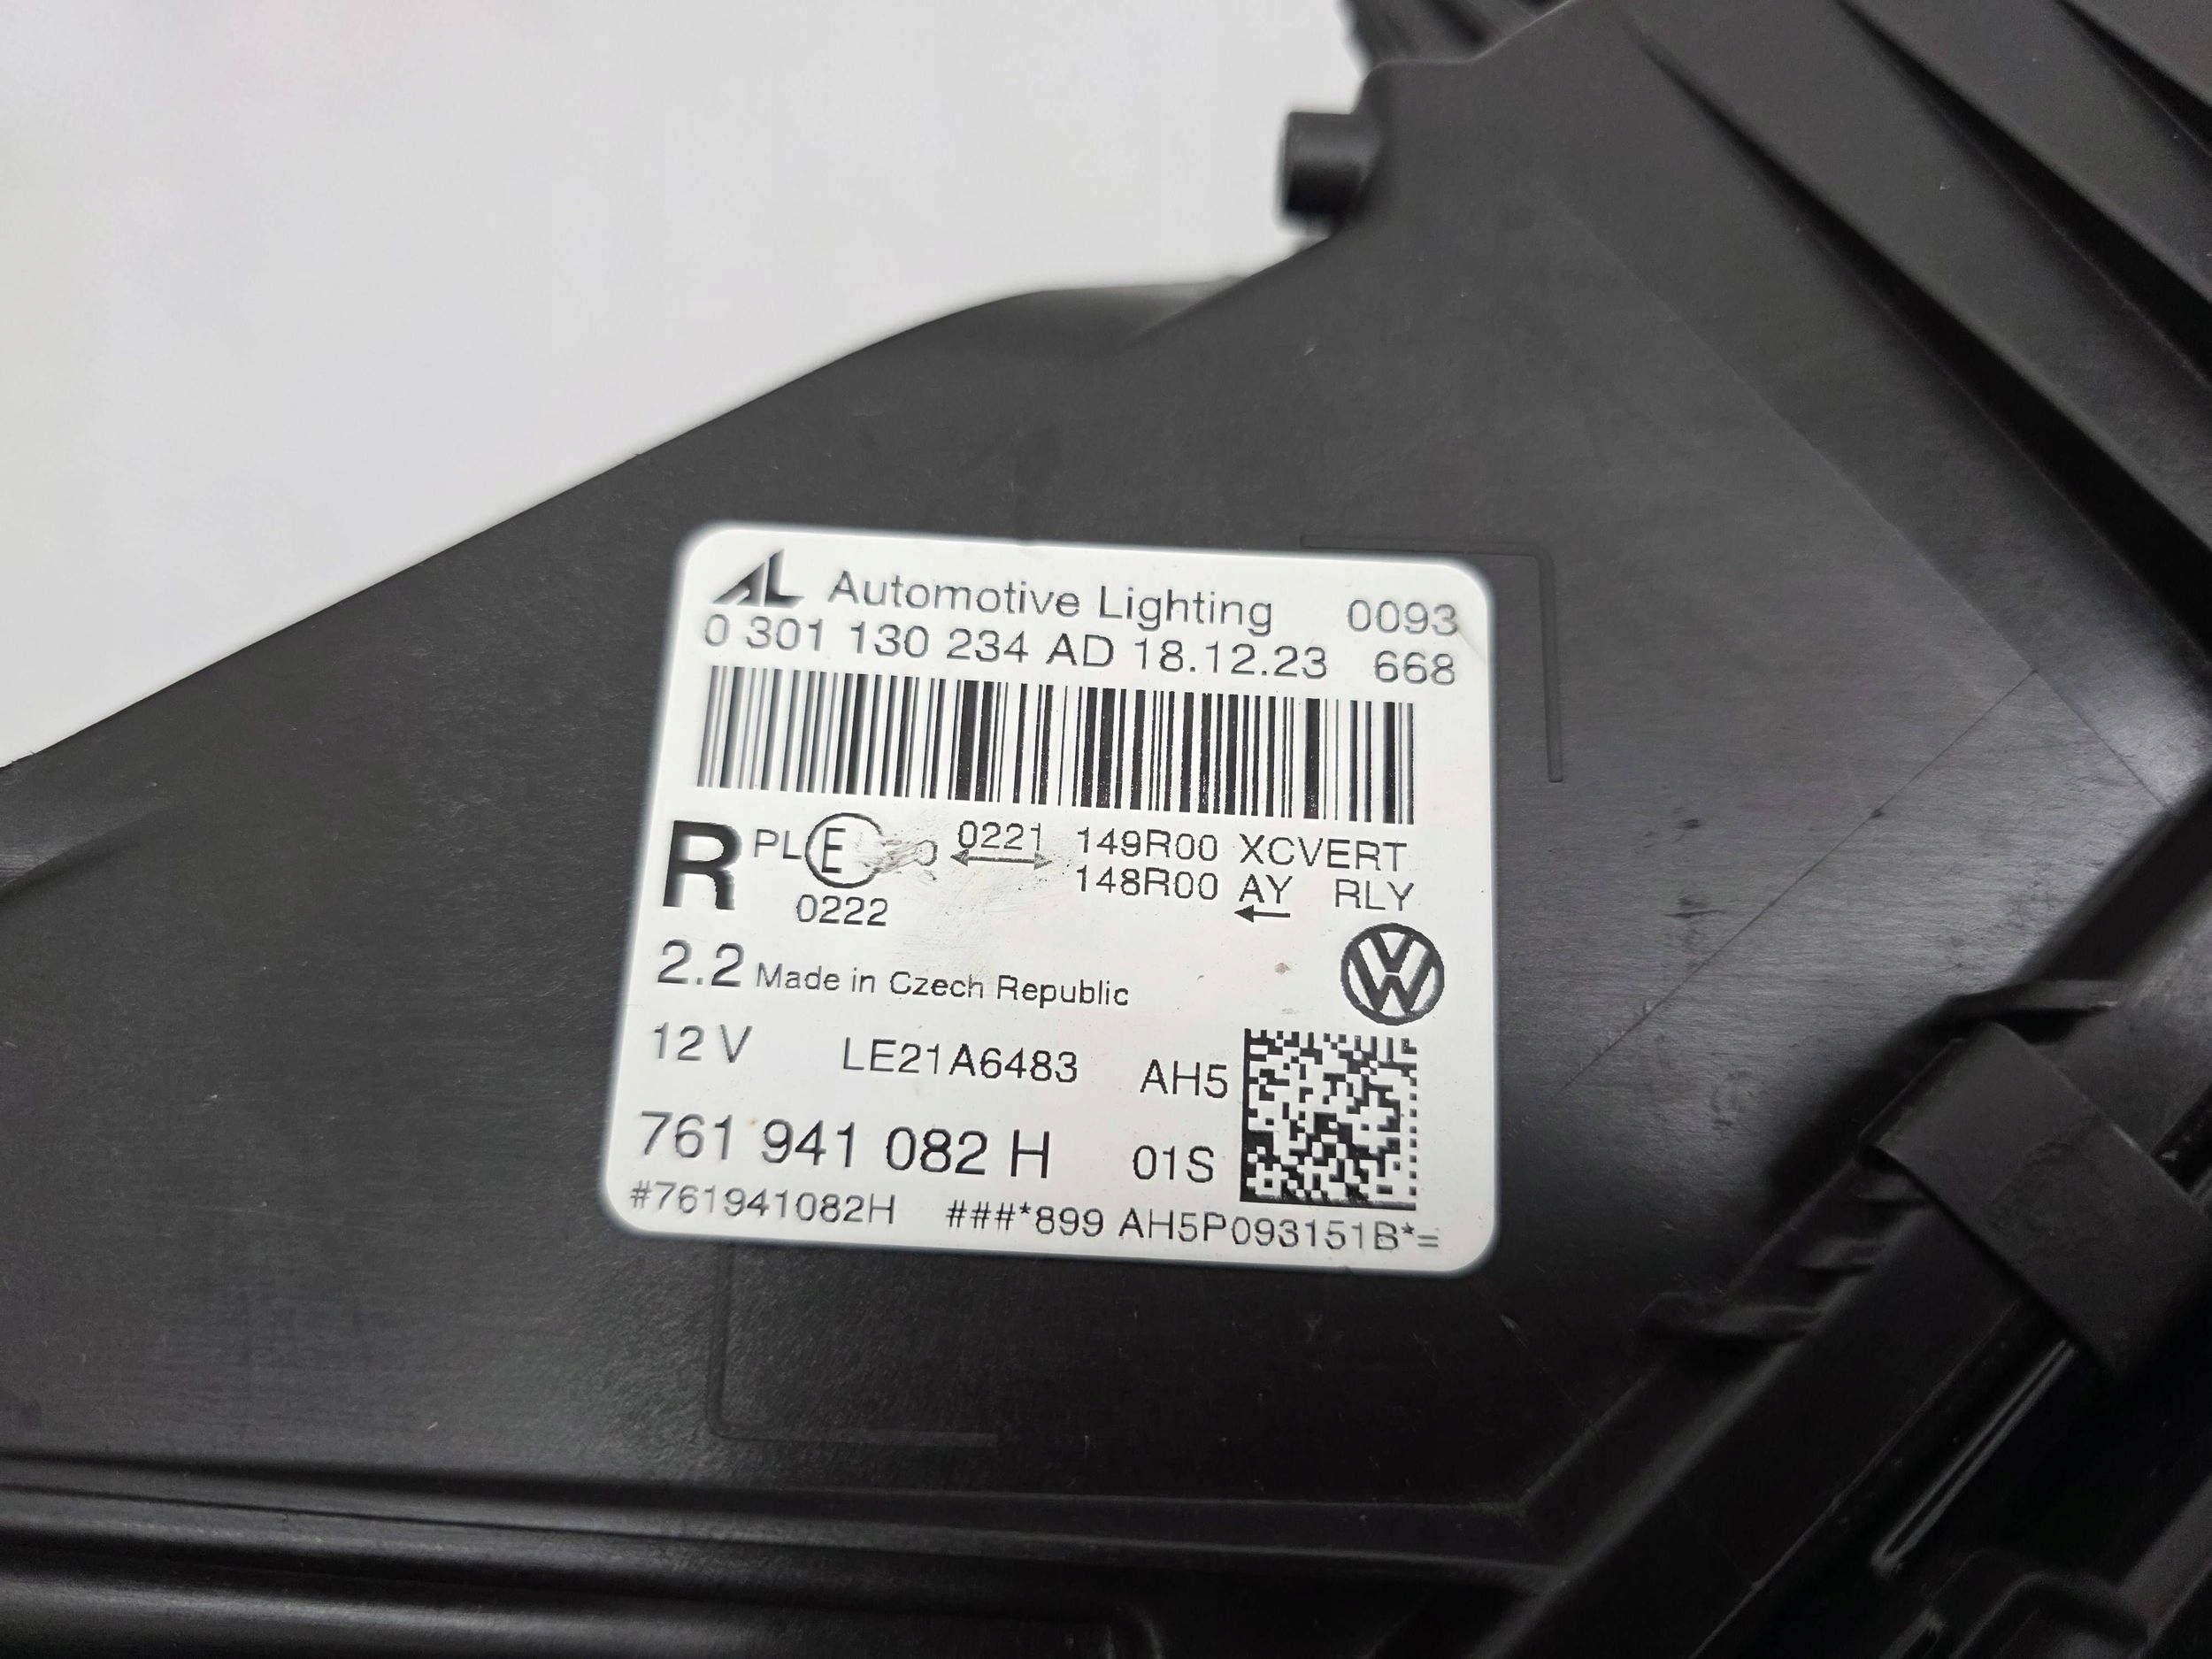 AL Automotive Lighting 0093
0 301 130 234 AD 18.12.23 668
R PL E 0221 149R00 XCVERT
0222 148R00 AY RLY
2.2 Made in Czech Republic
12 V LE21A6483 AH5
761 941 082 H 01S
#761941082H ###*899 AH5P093151B*=